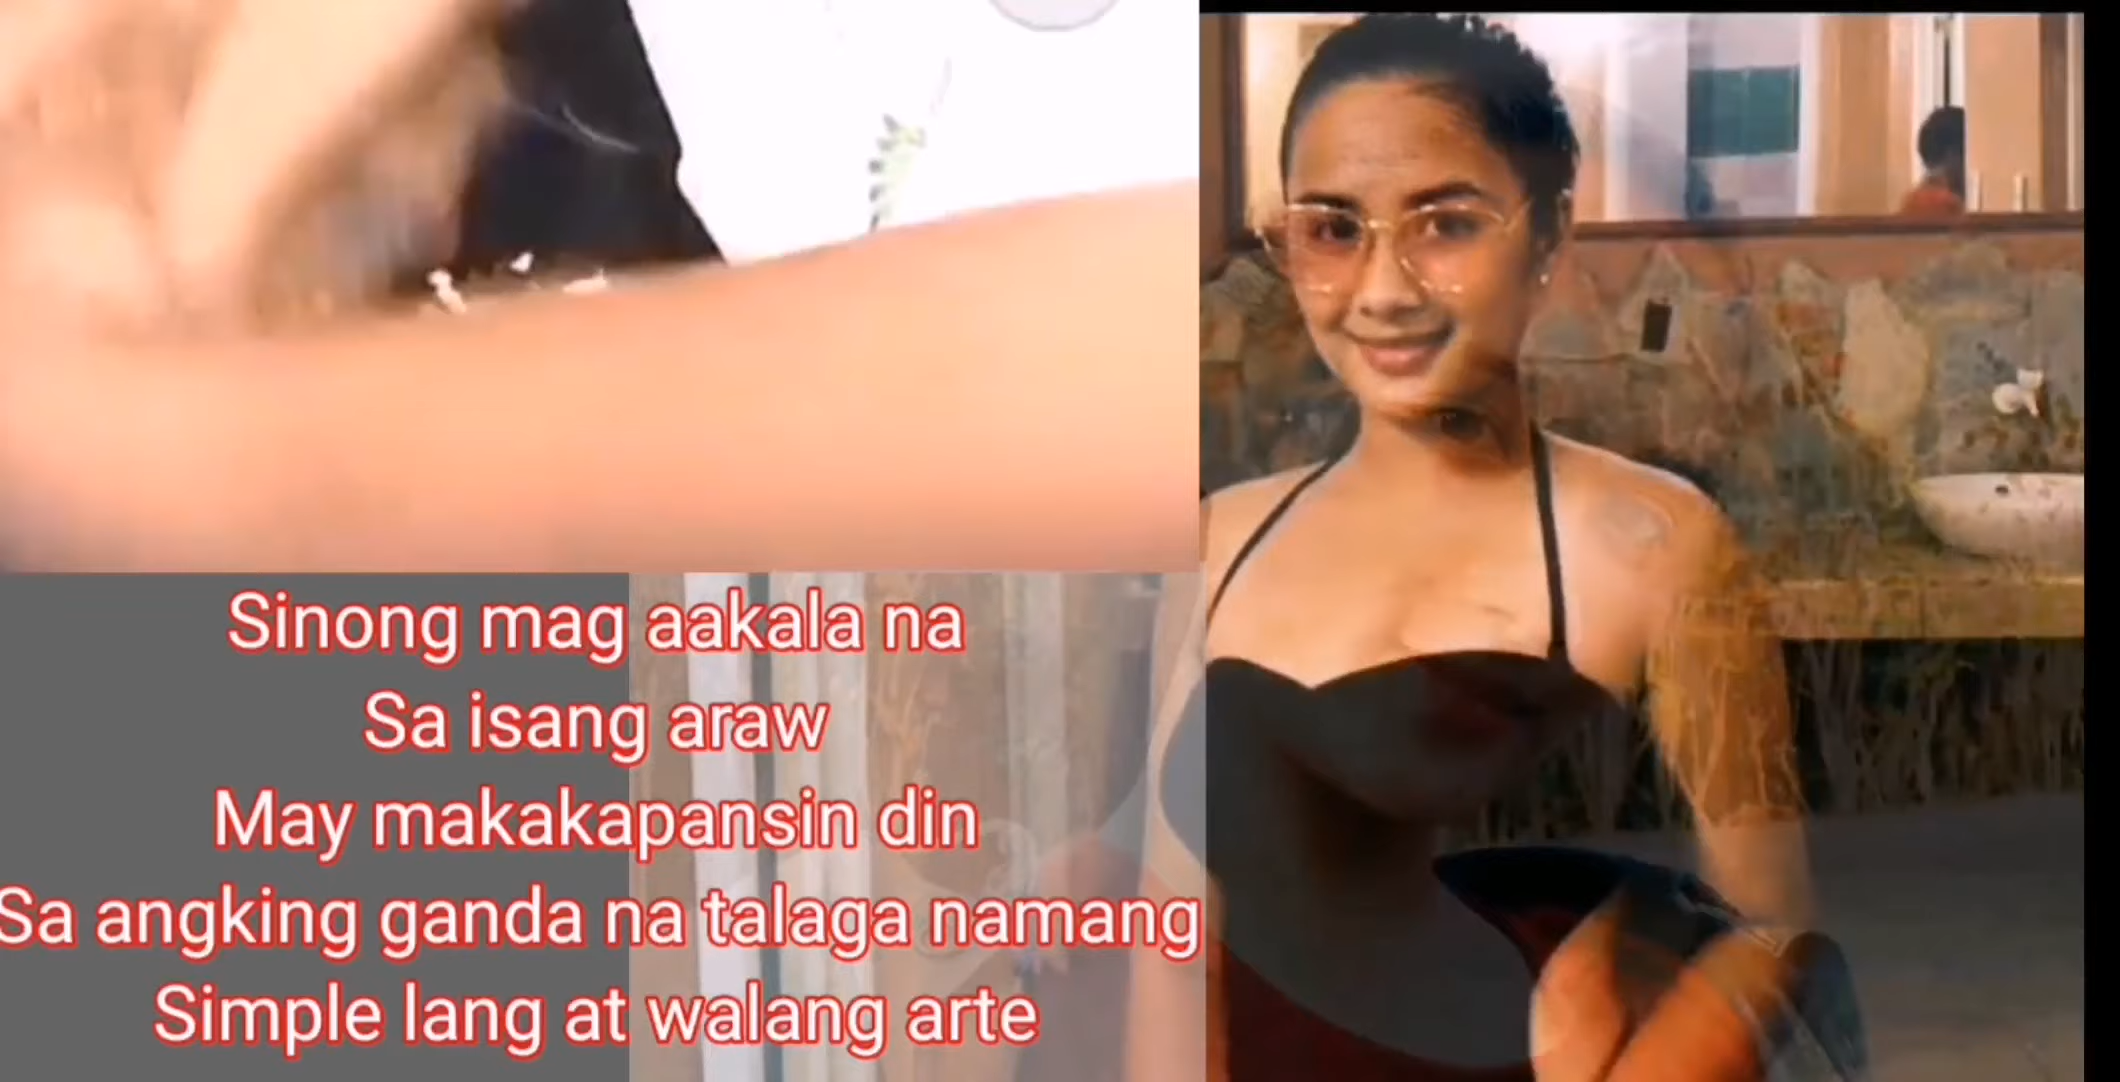 Sinong mag aakala na
Sa isang araw
May makakapansin din
Sa angking ganda na talaga namang
Simple lang at walang arte